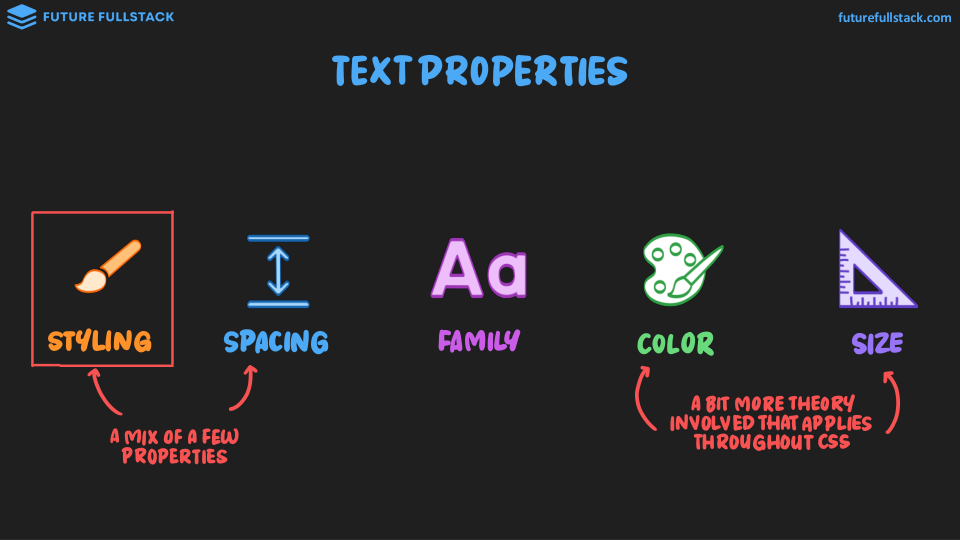 FUTURE FULLSTACK
futurefullstack.com
TEXT PROPERTIES
Aa
STYLING
SPACING
FAMILY
COLOR
SIZE
A MIX OF A FEW
PROPERTIES
A BIT MORE THEORY
INVOLVED THAT APPLIES
THROUGHOUT CSS